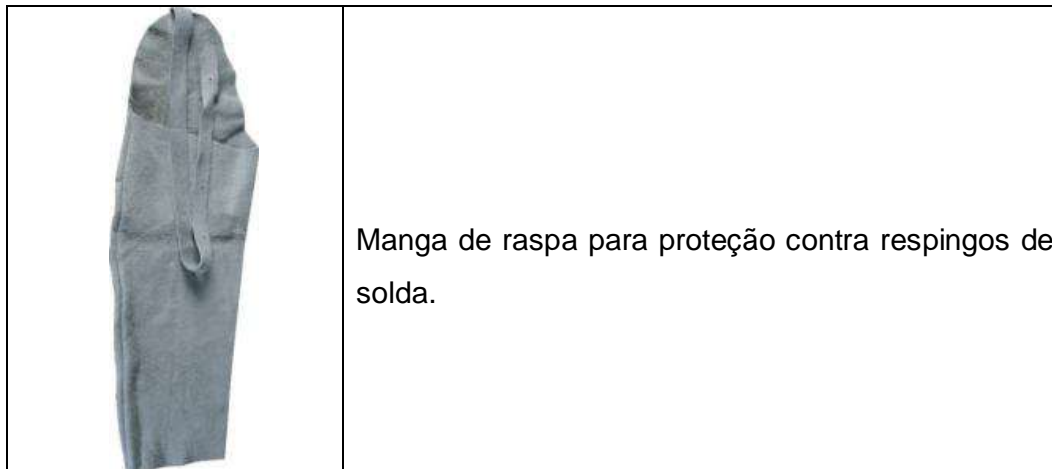 Manga de raspa para proteção contra respingos de
solda.